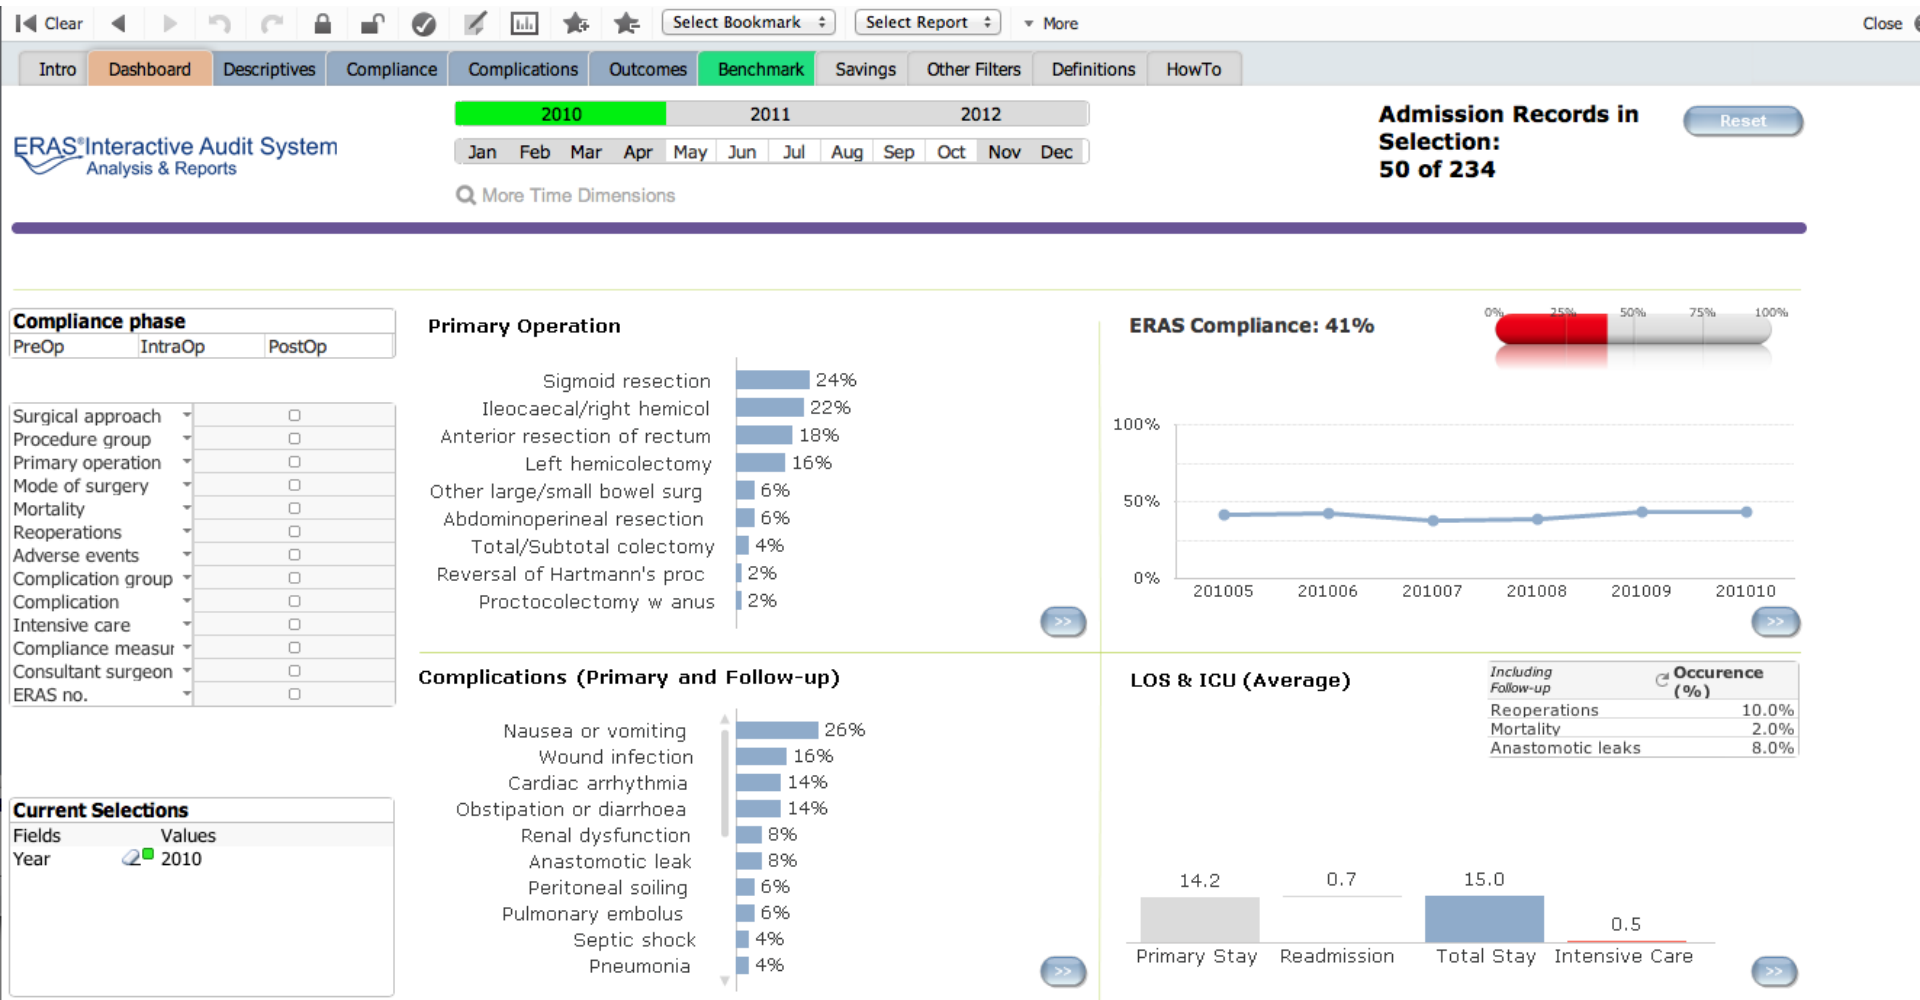 Clear Select Bookmark Select Report More Close
Intro Dashboard Descriptives Compliance Complications Outcomes Benchmark Savings Other Filters Definitions HowTo
2010 2011 2012
Jan Feb Mar Apr May Jun Jul Aug Sep Oct Nov Dec
More Time Dimensions
ERAS®Interactive Audit System
Analysis & Reports
Admission Records in
Selection:
50 of 234
Reset
Compliance phase
PreOp IntraOp PostOp
Surgical approach
Procedure group
Primary operation
Mode of surgery
Mortality
Reoperations
Adverse events
Complication group
Complication
Intensive care
Compliance measur
Consultant surgeon
ERAS no.
Current Selections
Fields Values
Year 2010
Primary Operation
Sigmoid resection 24%
Ileocaecal/right hemicol 22%
Anterior resection of rectum 18%
Left hemicolectomy 16%
Other large/small bowel surg 6%
Abdominoperineal resection 6%
Total/Subtotal colectomy 4%
Reversal of Hartmann's proc 2%
Proctocolectomy w anus 2%
>>
ERAS Compliance: 41%
0% 25% 50% 75% 100%
100%
50%
0%
201005 201006 201007 201008 201009 201010
>>
Complications (Primary and Follow-up)
Nausea or vomiting 26%
Wound infection 16%
Cardiac arrhythmia 14%
Obstipation or diarrhoea 14%
Renal dysfunction 8%
Anastomotic leak 8%
Peritoneal soiling 6%
Pulmonary embolus 6%
Septic shock 4%
Pneumonia 4%
>>
LOS & ICU (Average)
Including
Follow-up
Occurence
(%)
Reoperations 10.0%
Mortality 2.0%
Anastomotic leaks 8.0%
14.2 0.7 15.0 0.5
Primary Stay Readmission Total Stay Intensive Care
>>